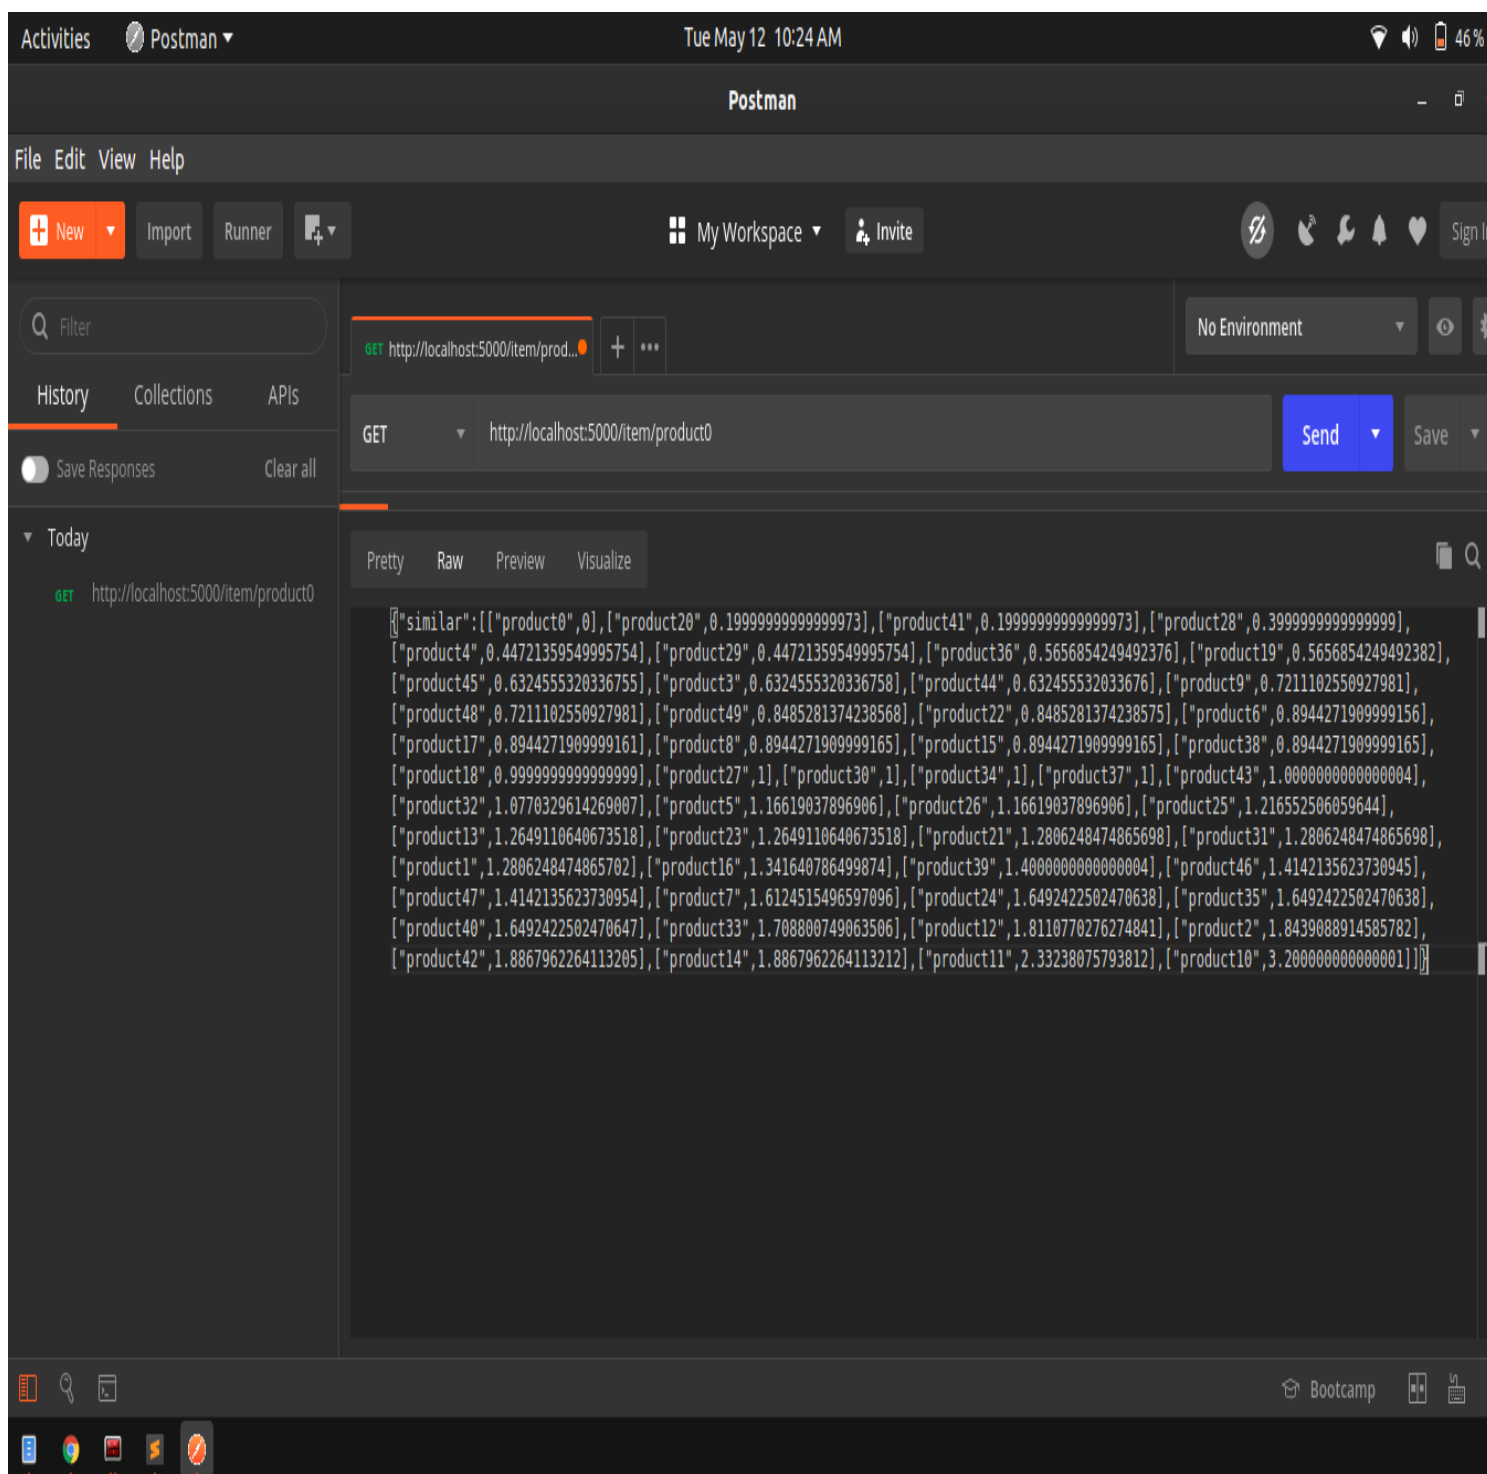 Activities Postman Tue May 12 10:24 AM 46 %
Postman
File Edit View Help
New Import Runner My Workspace Invite
Filter No Environment
GET http://localhost:5000/item/prod...
History Collections APIs
GET http://localhost:5000/item/product0 Send Save
Save Responses Clear all
Today
Pretty Raw Preview Visualize
GET http://localhost:5000/item/product0
{"similar":[["product0",0],["product20",0.19999999999999973],["product41",0.19999999999999973],["product28",0.3999999999999999],
["product4",0.44721359549995754],["product29",0.44721359549995754],["product36",0.5656854249492376],["product19",0.5656854249492382],
["product45",0.6324555320336755],["product3",0.6324555320336758],["product44",0.632455532033676],["product9",0.7211102550927981],
["product48",0.7211102550927981],["product49",0.8485281374238568],["product22",0.8485281374238575],["product6",0.8944271909999156],
["product17",0.8944271909999161],["product8",0.8944271909999165],["product15",0.8944271909999165],["product38",0.8944271909999165],
["product18",0.9999999999999999],["product27",1],["product30",1],["product34",1],["product37",1],["product43",1.0000000000000004],
["product32",1.0770329614269007],["product5",1.16619037896906],["product26",1.16619037896906],["product25",1.216552506059644],
["product13",1.2649110640673518],["product23",1.2649110640673518],["product21",1.2806248474865698],["product31",1.2806248474865698],
["product1",1.2806248474865702],["product16",1.341640786499874],["product39",1.4000000000000004],["product46",1.4142135623730945],
["product47",1.4142135623730954],["product7",1.6124515496597096],["product24",1.6492422502470638],["product35",1.6492422502470638],
["product40",1.6492422502470647],["product33",1.708800749063506],["product12",1.8110770276274841],["product2",1.8439088914585782],
["product42",1.8867962264113205],["product14",1.8867962264113212],["product11",2.33238075793812],["product10",3.200000000000001]]}
Bootcamp